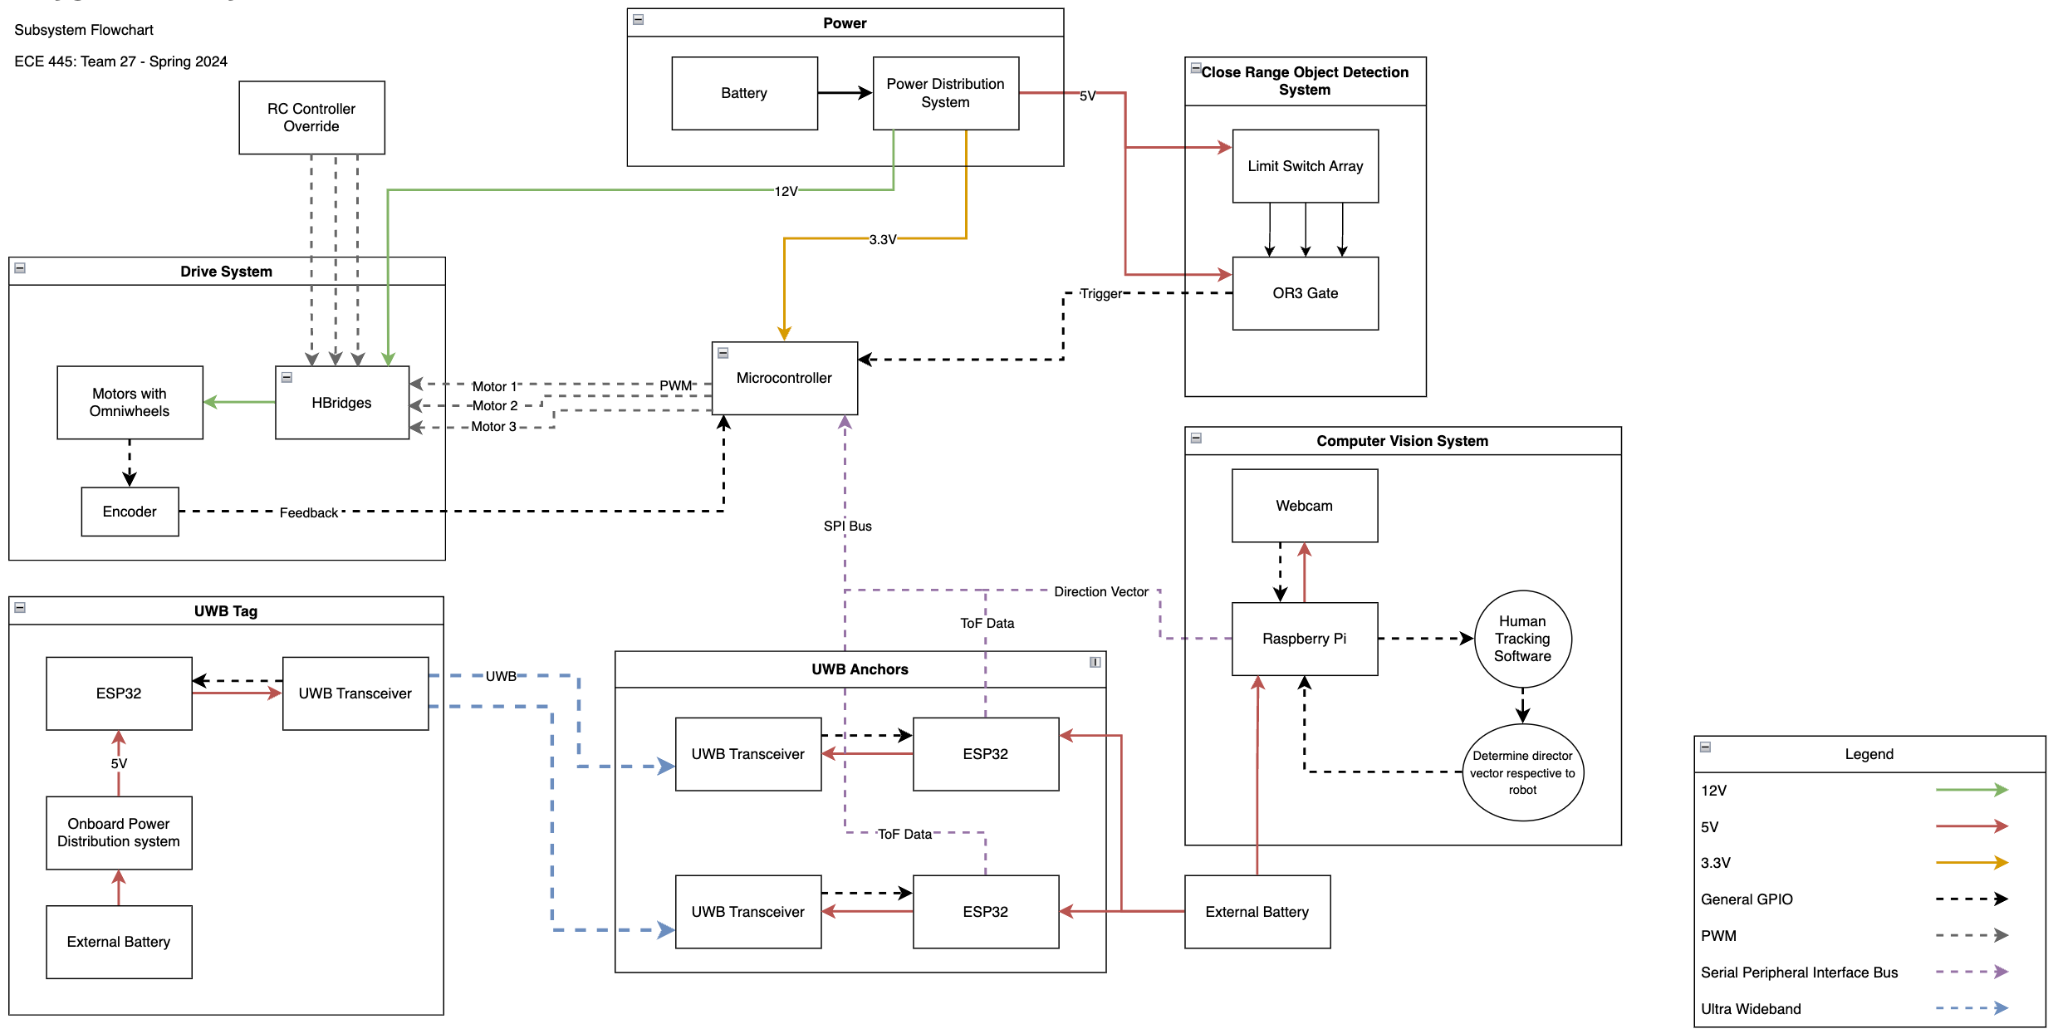 Subsystem Flowchart
ECE 445: Team 27 - Spring 2024
RC Controller
Override
Power
Battery
Power Distribution
System
5V
12V
3.3V
Close Range Object Detection
System
Limit Switch Array
OR3 Gate
Trigger
Drive System
Motors with
Omniwheels
HBridges
Encoder
Feedback
Motor 1
Motor 2
Motor 3
PWM
Microcontroller
SPI Bus
Direction Vector
ToF Data
Computer Vision System
Webcam
Raspberry Pi
Human
Tracking
Software
Determine director
vector respective to
robot
UWB Tag
ESP32
UWB Transceiver
5V
Onboard Power
Distribution system
External Battery
UWB
UWB Anchors
UWB Transceiver
ESP32
ToF Data
UWB Transceiver
ESP32
External Battery
Legend
12V
5V
3.3V
General GPIO
PWM
Serial Peripheral Interface Bus
Ultra Wideband